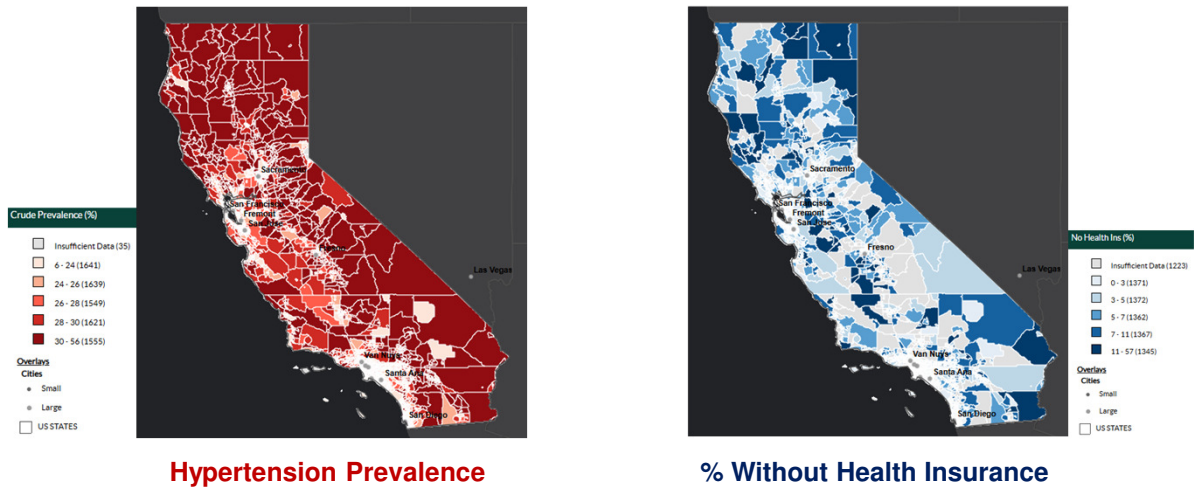 Crude Prevalence (%)
Insufficient Data (35)
6 - 24 (1641)
24 - 26 (1639)
26 - 28 (1549)
28 - 30 (1621)
30 - 56 (1555)
Overlays
Cities
Small
Large
US STATES
Sacramento
San Francisco
Fremont
San Jose
Fresno
Las Vegas
Van Nuys
Santa Ana
San Diego
Hypertension Prevalence
Sacramento
San Francisco
Fremont
San Jose
Fresno
Las Vegas
Van Nuys
Santa Ana
San Diego
No Health Ins (%)
Insufficient Data (1223)
0 - 3 (1371)
3 - 5 (1372)
5 - 7 (1362)
7 - 11 (1367)
11 - 57 (1345)
Overlays
Cities
Small
Large
US STATES
% Without Health Insurance